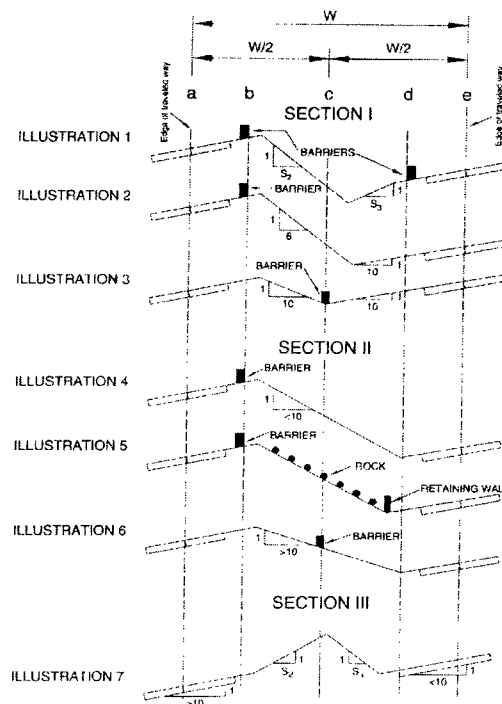 W
W/2 W/2
Edge of traveled way
a b c d e
Edge of traveled way
SECTION I
ILLUSTRATION 1
BARRIERS
1
S2
1
S3
ILLUSTRATION 2
BARRIER
1
6
10
1
ILLUSTRATION 3
BARRIER
1
10
10
1
SECTION II
ILLUSTRATION 4
BARRIER
1
<10
ILLUSTRATION 5
BARRIER
ROCK
RETAINING WAL
ILLUSTRATION 6
1
>10
BARRIER
SECTION III
ILLUSTRATION 7
1
S2
1
1
>10
1
<10